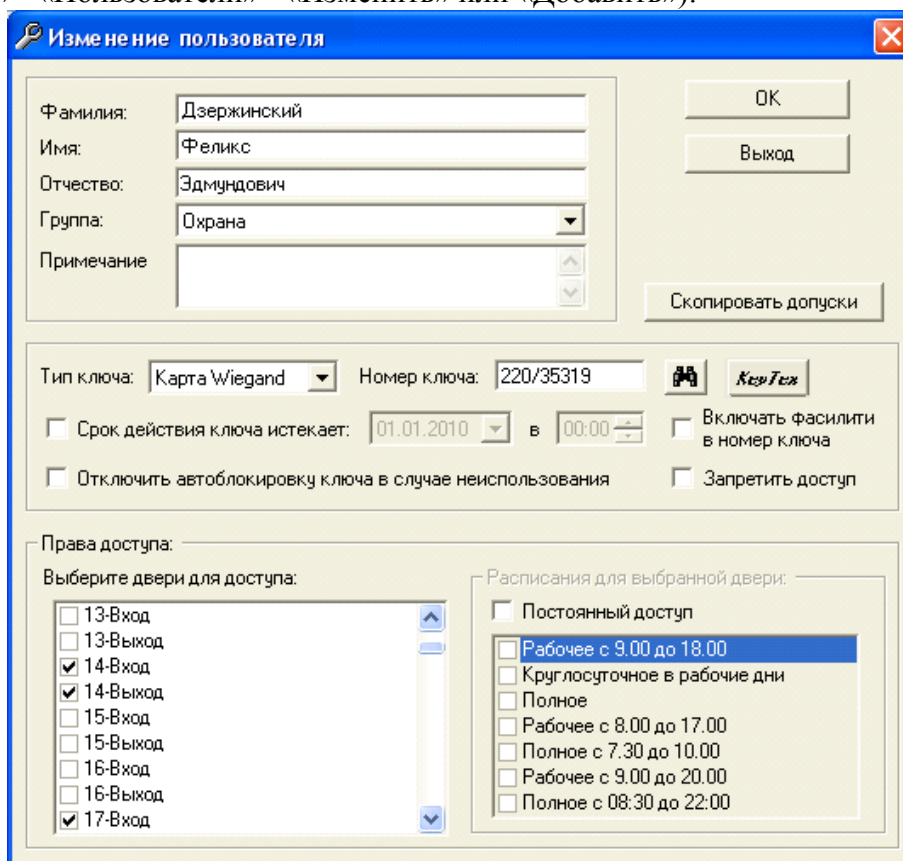 «Пользователи» – «Изменить» или «Добавить»).
Изменение пользователя
Фамилия: Дзержинский
OK
Имя: Феликс
Выход
Отчество: Эдмундович
Группа: Охрана
Примечание
Скопировать допуски
Тип ключа: Карта Wiegand Номер ключа: 220/35319 KeyTex
Срок действия ключа истекает: 01.01.2010 в 00:00 Включать фасилити
в номер ключа
Отключить автоблокировку ключа в случае неиспользования Запретить доступ
Права доступа:
Выберите двери для доступа:
13-Вход
13-Выход
14-Вход
14-Выход
15-Вход
15-Выход
16-Вход
16-Выход
17-Вход
Расписания для выбранной двери:
Постоянный доступ
Рабочее с 9.00 до 18.00
Круглосуточное в рабочие дни
Полное
Рабочее с 8.00 до 17.00
Полное с 7.30 до 10.00
Рабочее с 9.00 до 20.00
Полное с 08:30 до 22:00